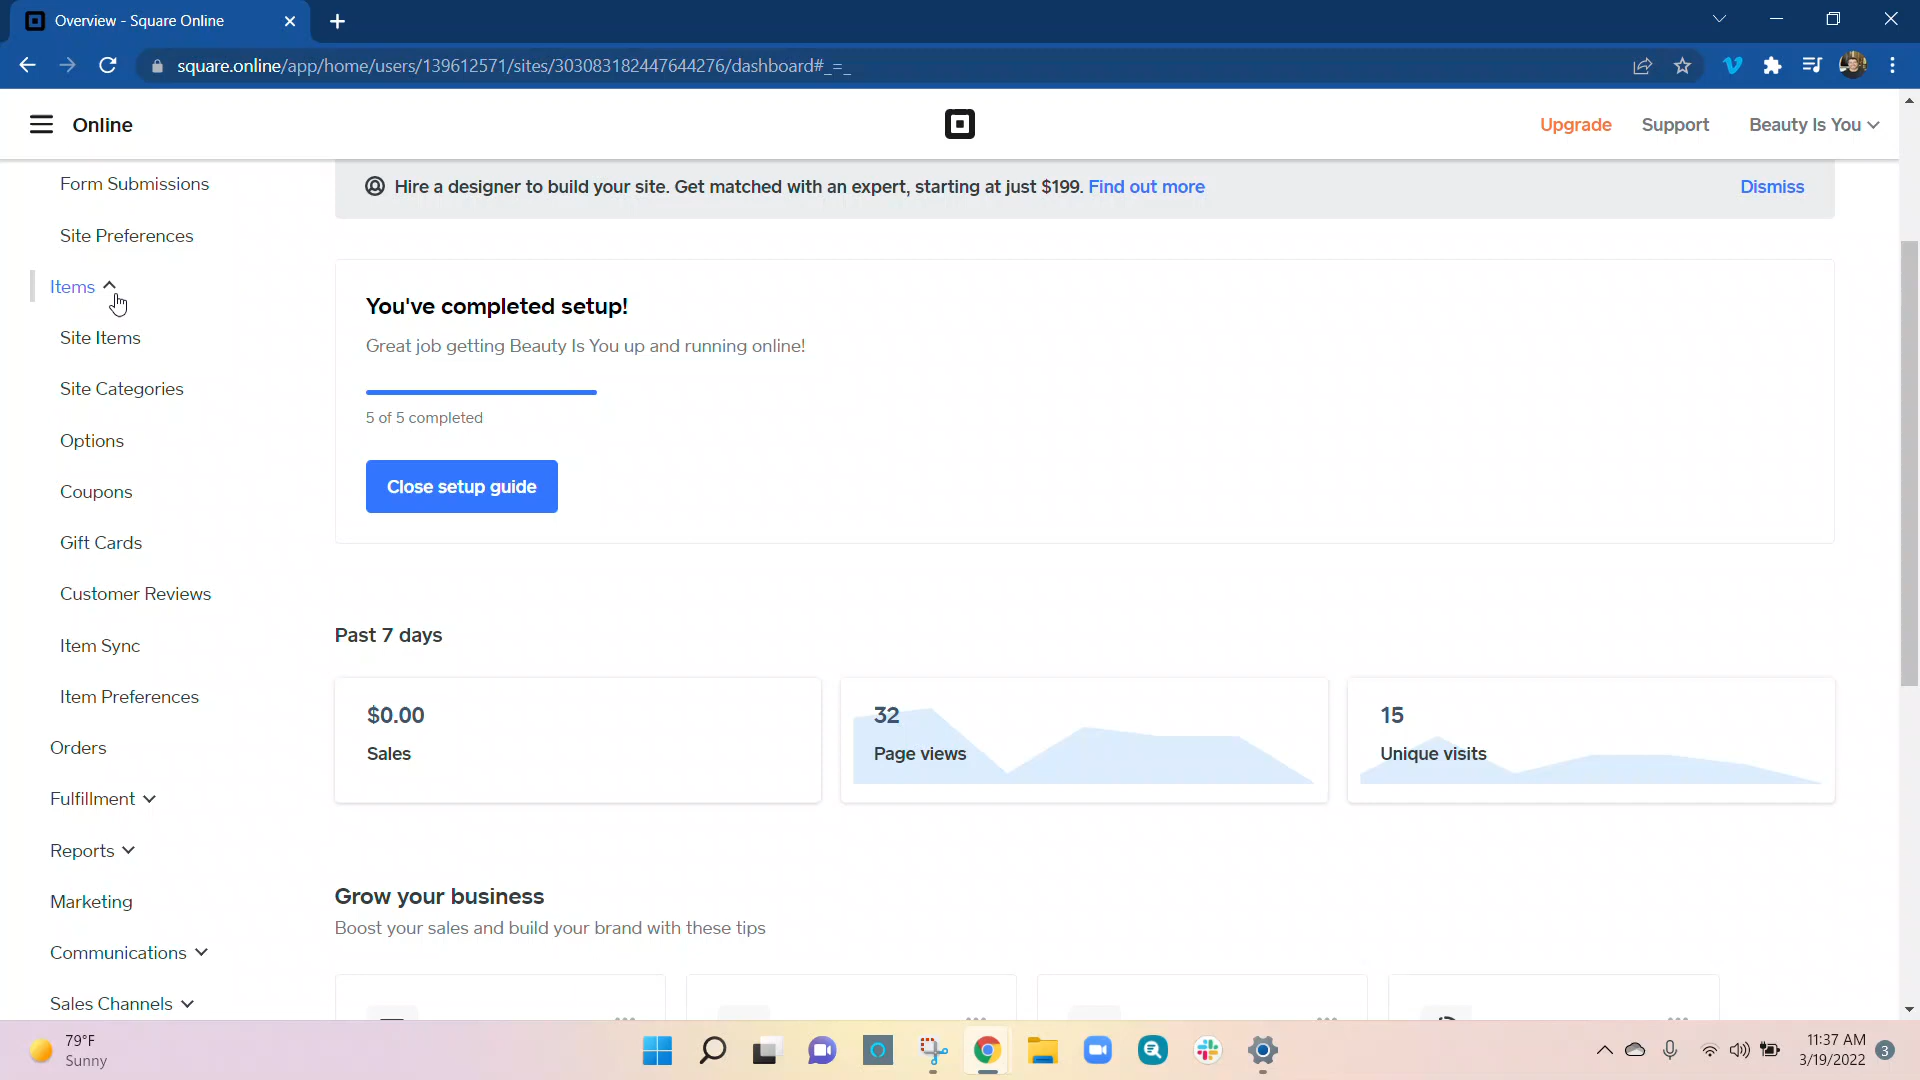 Overview - Square Online
square.online/app/home/users/139612571/sites/303083182447644276/dashboard#_=_
Online
Upgrade
Support
Beauty Is You
Form Submissions
Site Preferences
Items
Site Items
Site Categories
Options
Coupons
Gift Cards
Customer Reviews
Item Sync
Item Preferences
Orders
Fulfillment
Reports
Marketing
Communications
Sales Channels
Hire a designer to build your site. Get matched with an expert, starting at just $199. Find out more
Dismiss
You've completed setup!
Great job getting Beauty Is You up and running online!
5 of 5 completed
Close setup guide
Past 7 days
$0.00
Sales
32
Page views
15
Unique visits
Grow your business
Boost your sales and build your brand with these tips
79°F
Sunny
11:37 AM
3/19/2022
3